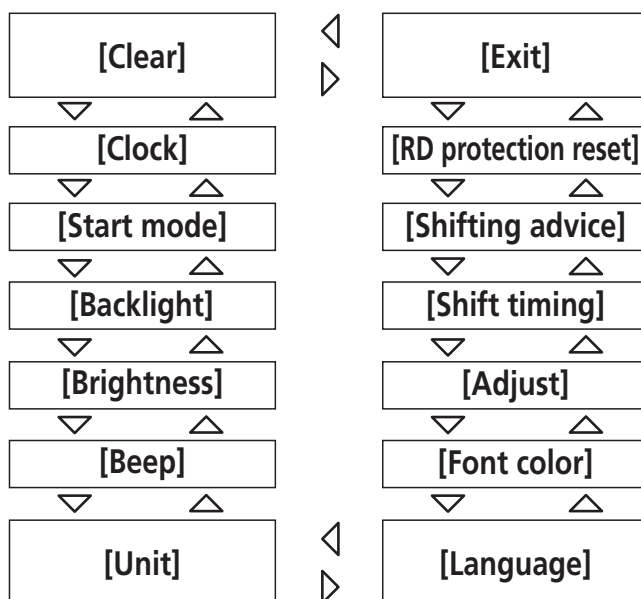 [Clear]
[Exit]
[Clock]
[RD protection reset]
[Start mode]
[Shifting advice]
[Backlight]
[Shift timing]
[Brightness]
[Adjust]
[Beep]
[Font color]
[Unit]
[Language]